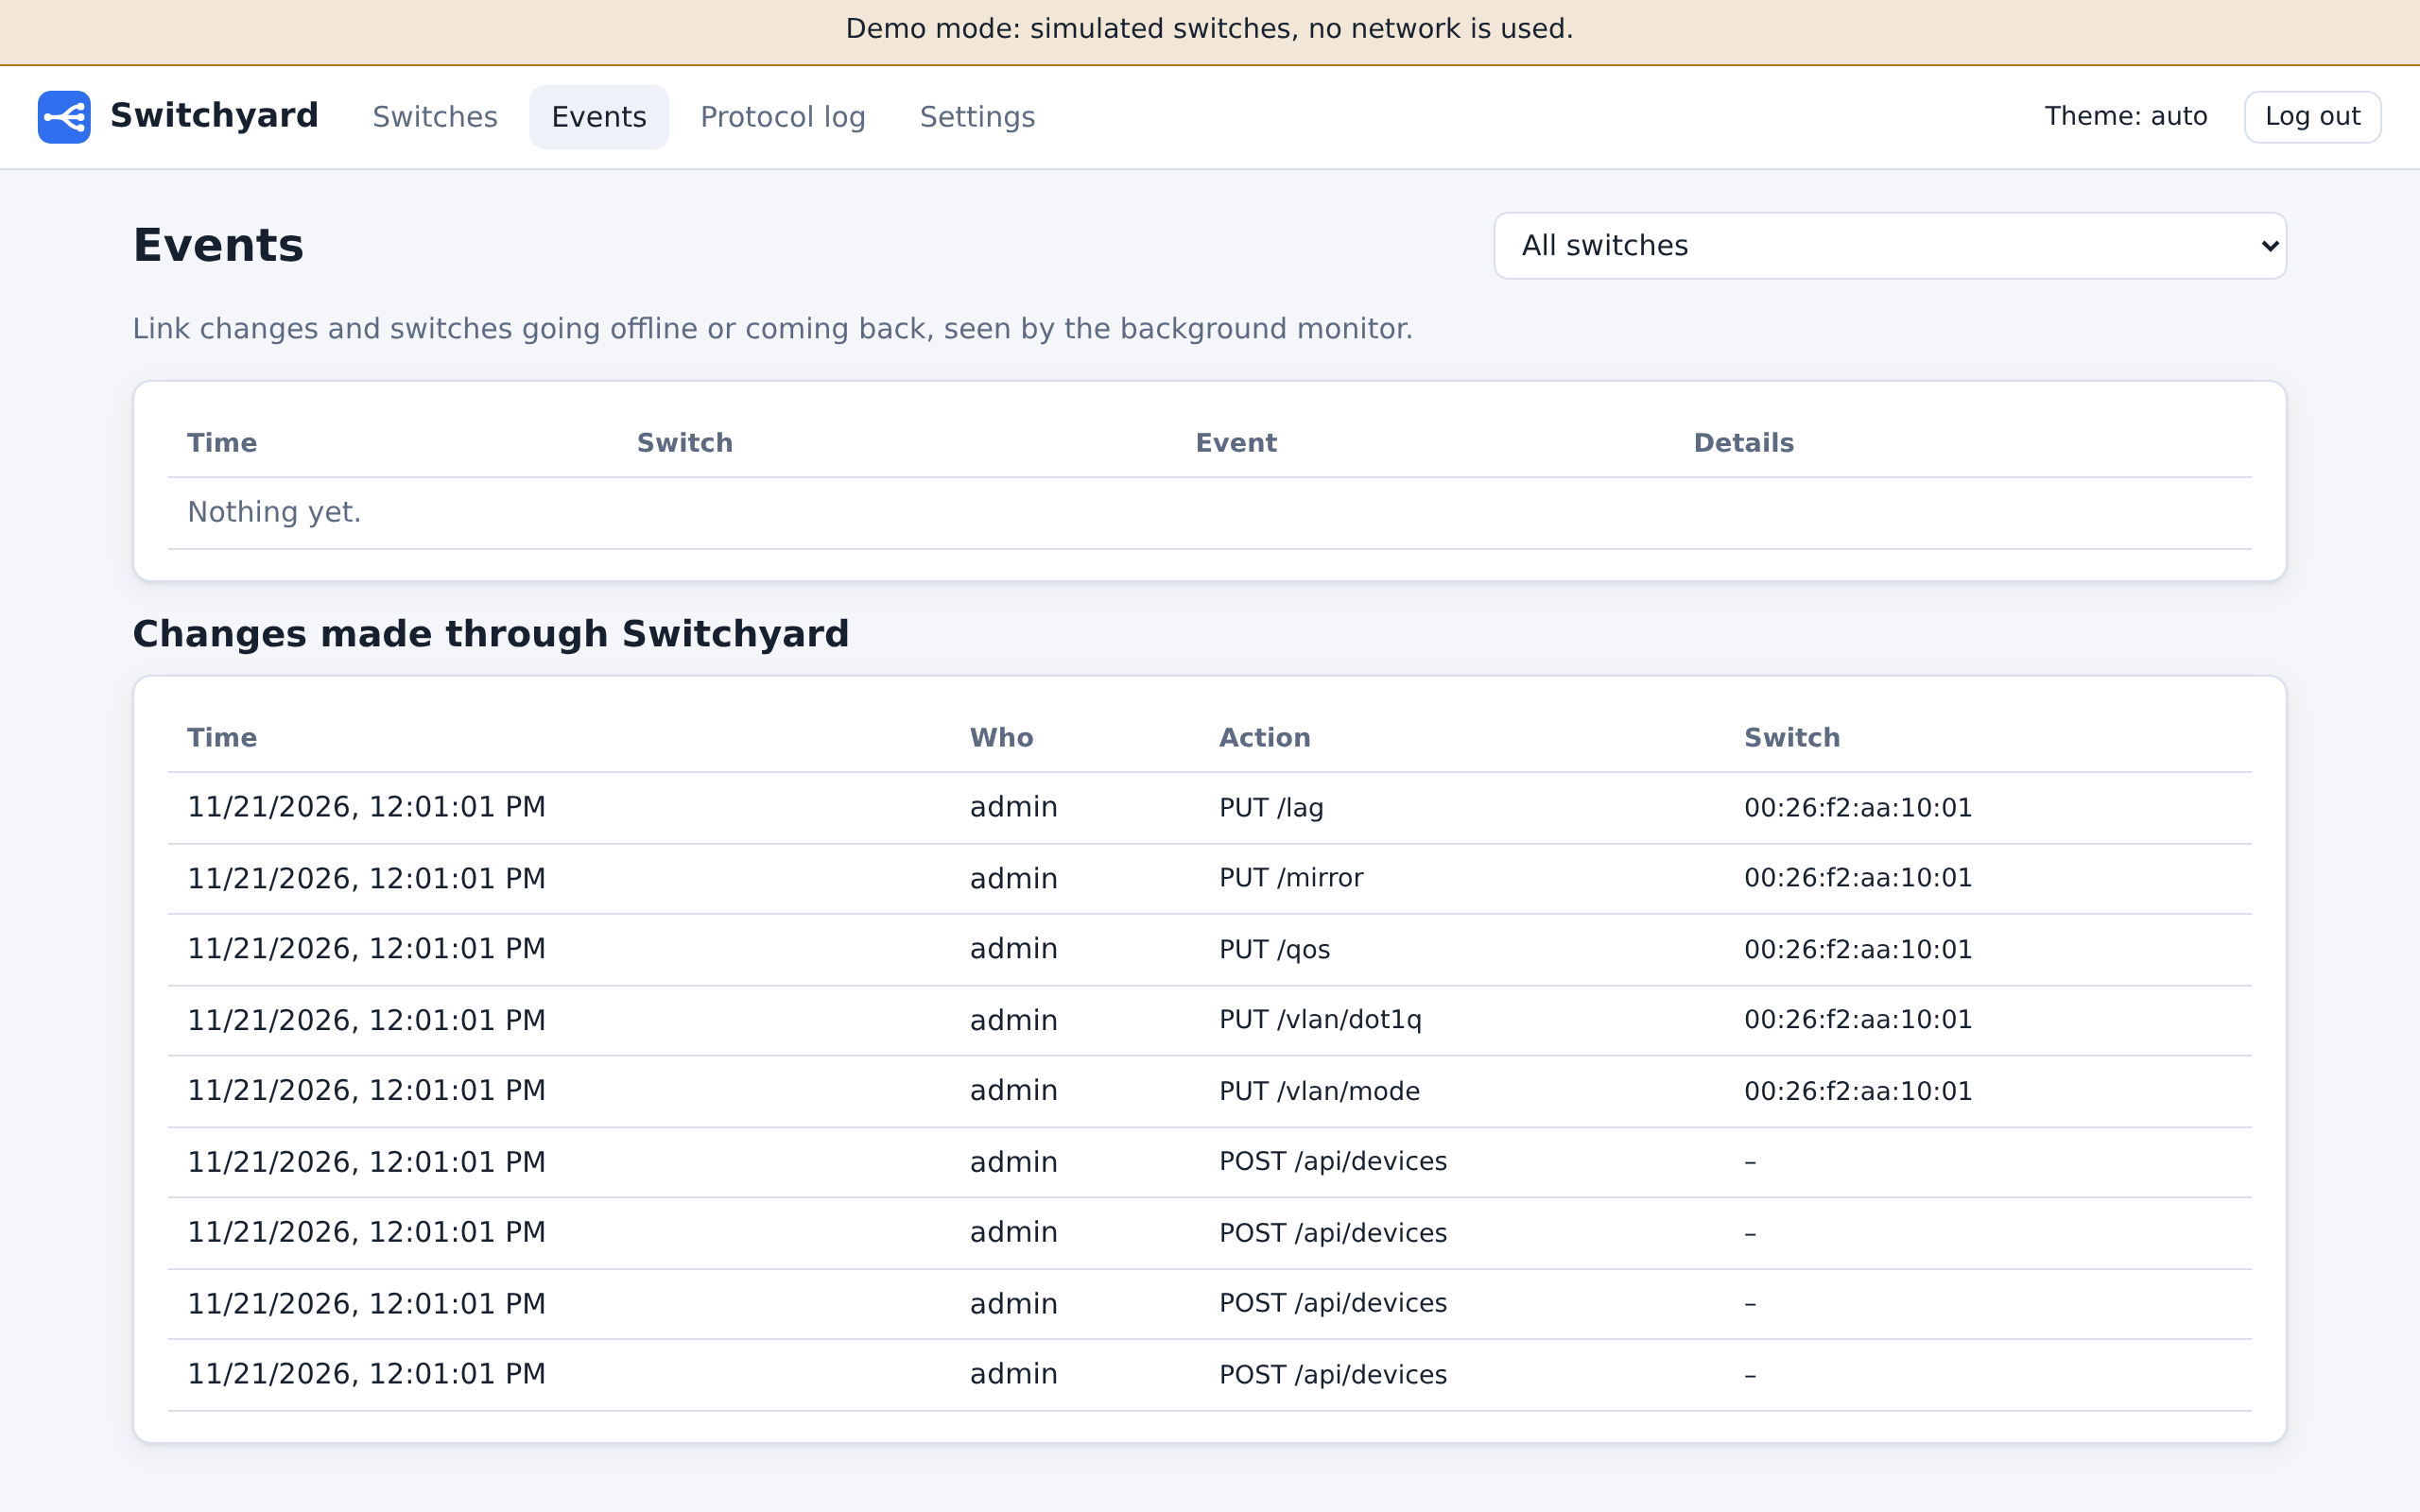 Demo mode: simulated switches, no network is used.
Switchyard Switches Events Protocol log Settings Theme: auto Log out
Events All switches
Link changes and switches going offline or coming back, seen by the background monitor.
Time Switch Event Details
Nothing yet.
Changes made through Switchyard
Time Who Action Switch
11/21/2026, 12:01:01 PM admin PUT /lag 00:26:f2:aa:10:01
11/21/2026, 12:01:01 PM admin PUT /mirror 00:26:f2:aa:10:01
11/21/2026, 12:01:01 PM admin PUT /qos 00:26:f2:aa:10:01
11/21/2026, 12:01:01 PM admin PUT /vlan/dot1q 00:26:f2:aa:10:01
11/21/2026, 12:01:01 PM admin PUT /vlan/mode 00:26:f2:aa:10:01
11/21/2026, 12:01:01 PM admin POST /api/devices –
11/21/2026, 12:01:01 PM admin POST /api/devices –
11/21/2026, 12:01:01 PM admin POST /api/devices –
11/21/2026, 12:01:01 PM admin POST /api/devices –